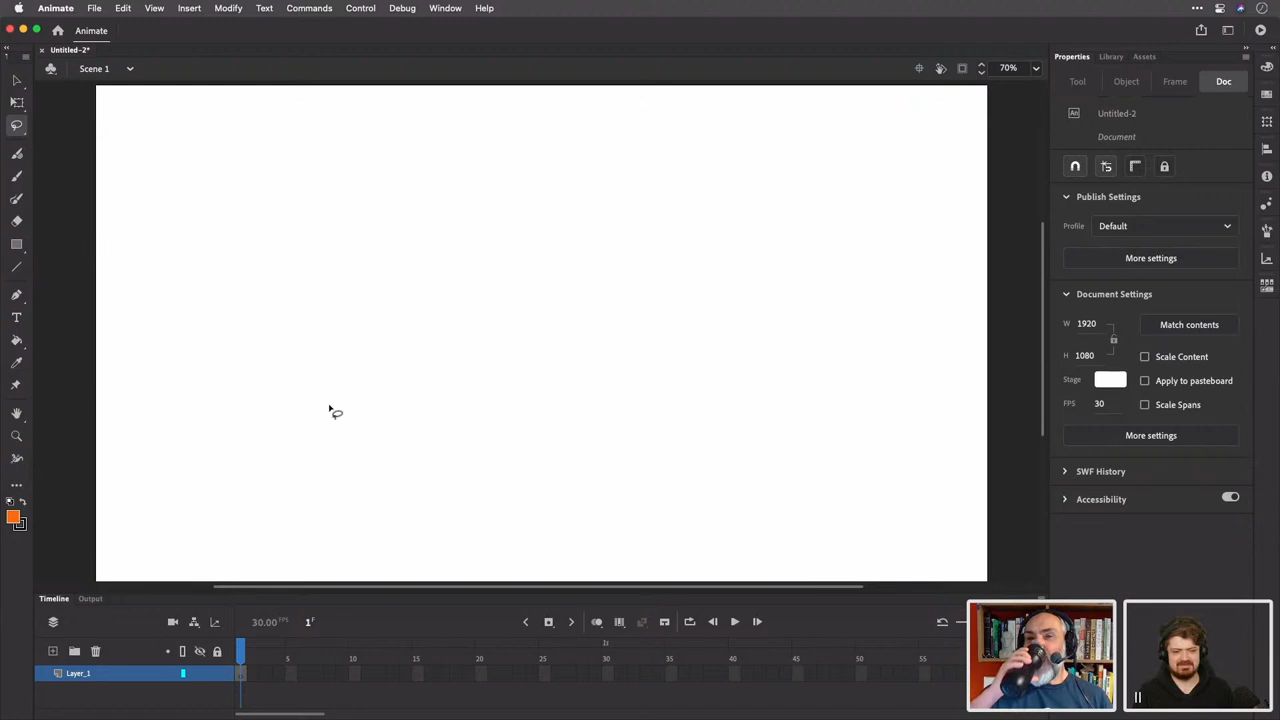 Animate File Edit View Insert Modify Text Commands Control Debug Window Help
Animate
Untitled-2*
Scene 1
70%
Properties Library Assets
Tool Object Frame Doc
An Untitled-2
Document
Publish Settings
Profile Default
More settings
Document Settings
W 1920
Match contents
H 1080
Scale Content
Stage
Apply to pasteboard
FPS 30
Scale Spans
More settings
SWF History
Accessibility
Timeline Output
30.00 FPS 1 F
1s
5 10 15 20 25 30 35 40 45 50 55
Layer_1